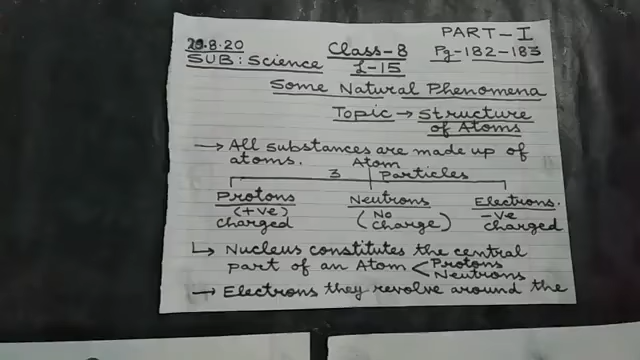 PART-I
20.8.20 Class-8 Pg-182-183
SUB: Science L-15
Some Natural Phenomena
Topic → Structure of Atoms
→ All substances are made up of
atoms. Atom
3 Particles
Protons Neutrons Electrons.
(+ve) (No -ve
charged Charge) charged
↳ Nucleus constitutes the central
part of an Atom < Protons
Neutrons
→ Electrons they revolve around the